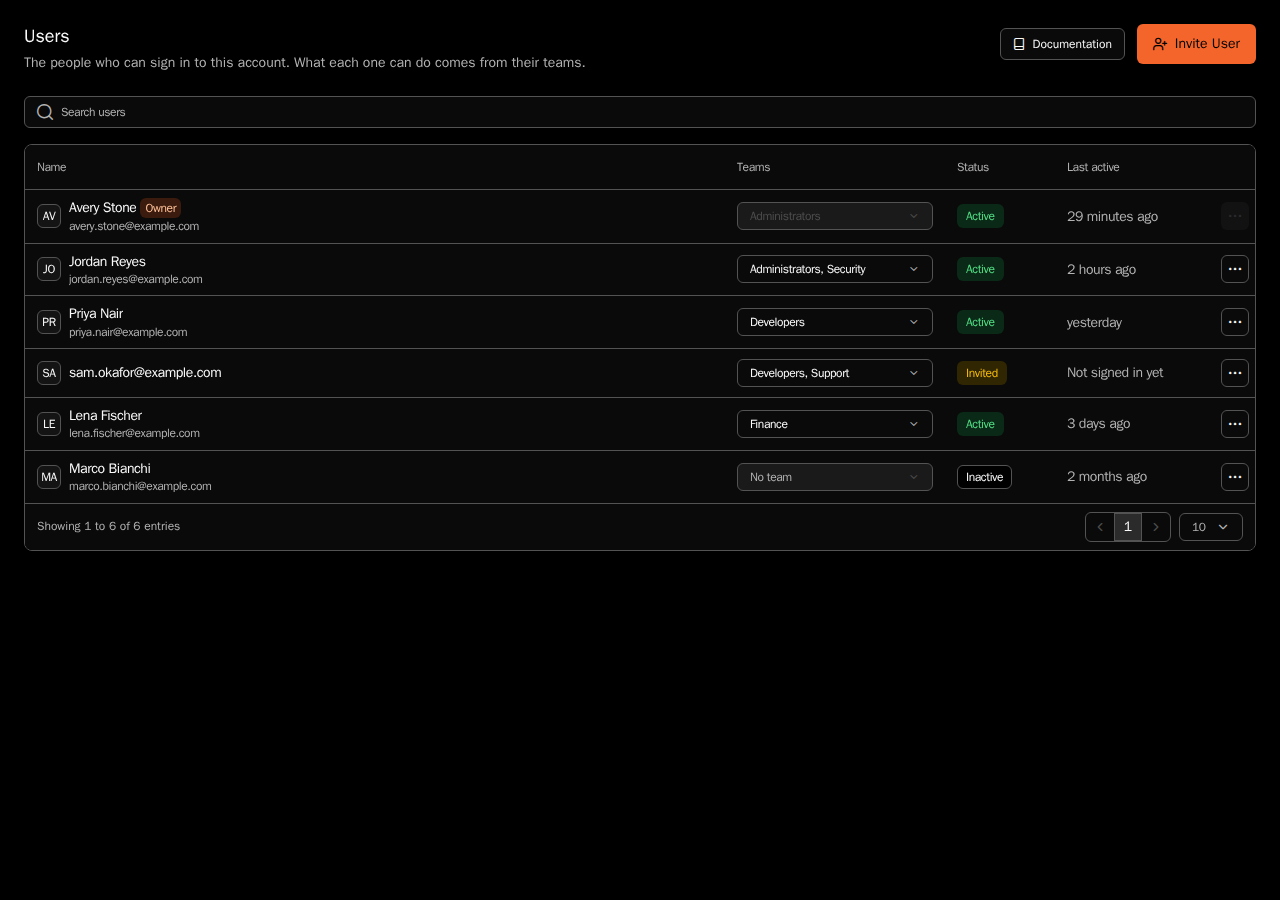 Users
The people who can sign in to this account. What each one can do comes from their teams.
Documentation
Invite User
Search users
Name Teams Status Last active
AV Avery Stone Owner
avery.stone@example.com
Administrators Active 29 minutes ago
JO Jordan Reyes
jordan.reyes@example.com
Administrators, Security Active 2 hours ago
PR Priya Nair
priya.nair@example.com
Developers Active yesterday
SA sam.okafor@example.com Developers, Support Invited Not signed in yet
LE Lena Fischer
lena.fischer@example.com
Finance Active 3 days ago
MA Marco Bianchi
marco.bianchi@example.com
No team Inactive 2 months ago
Showing 1 to 6 of 6 entries 1 10